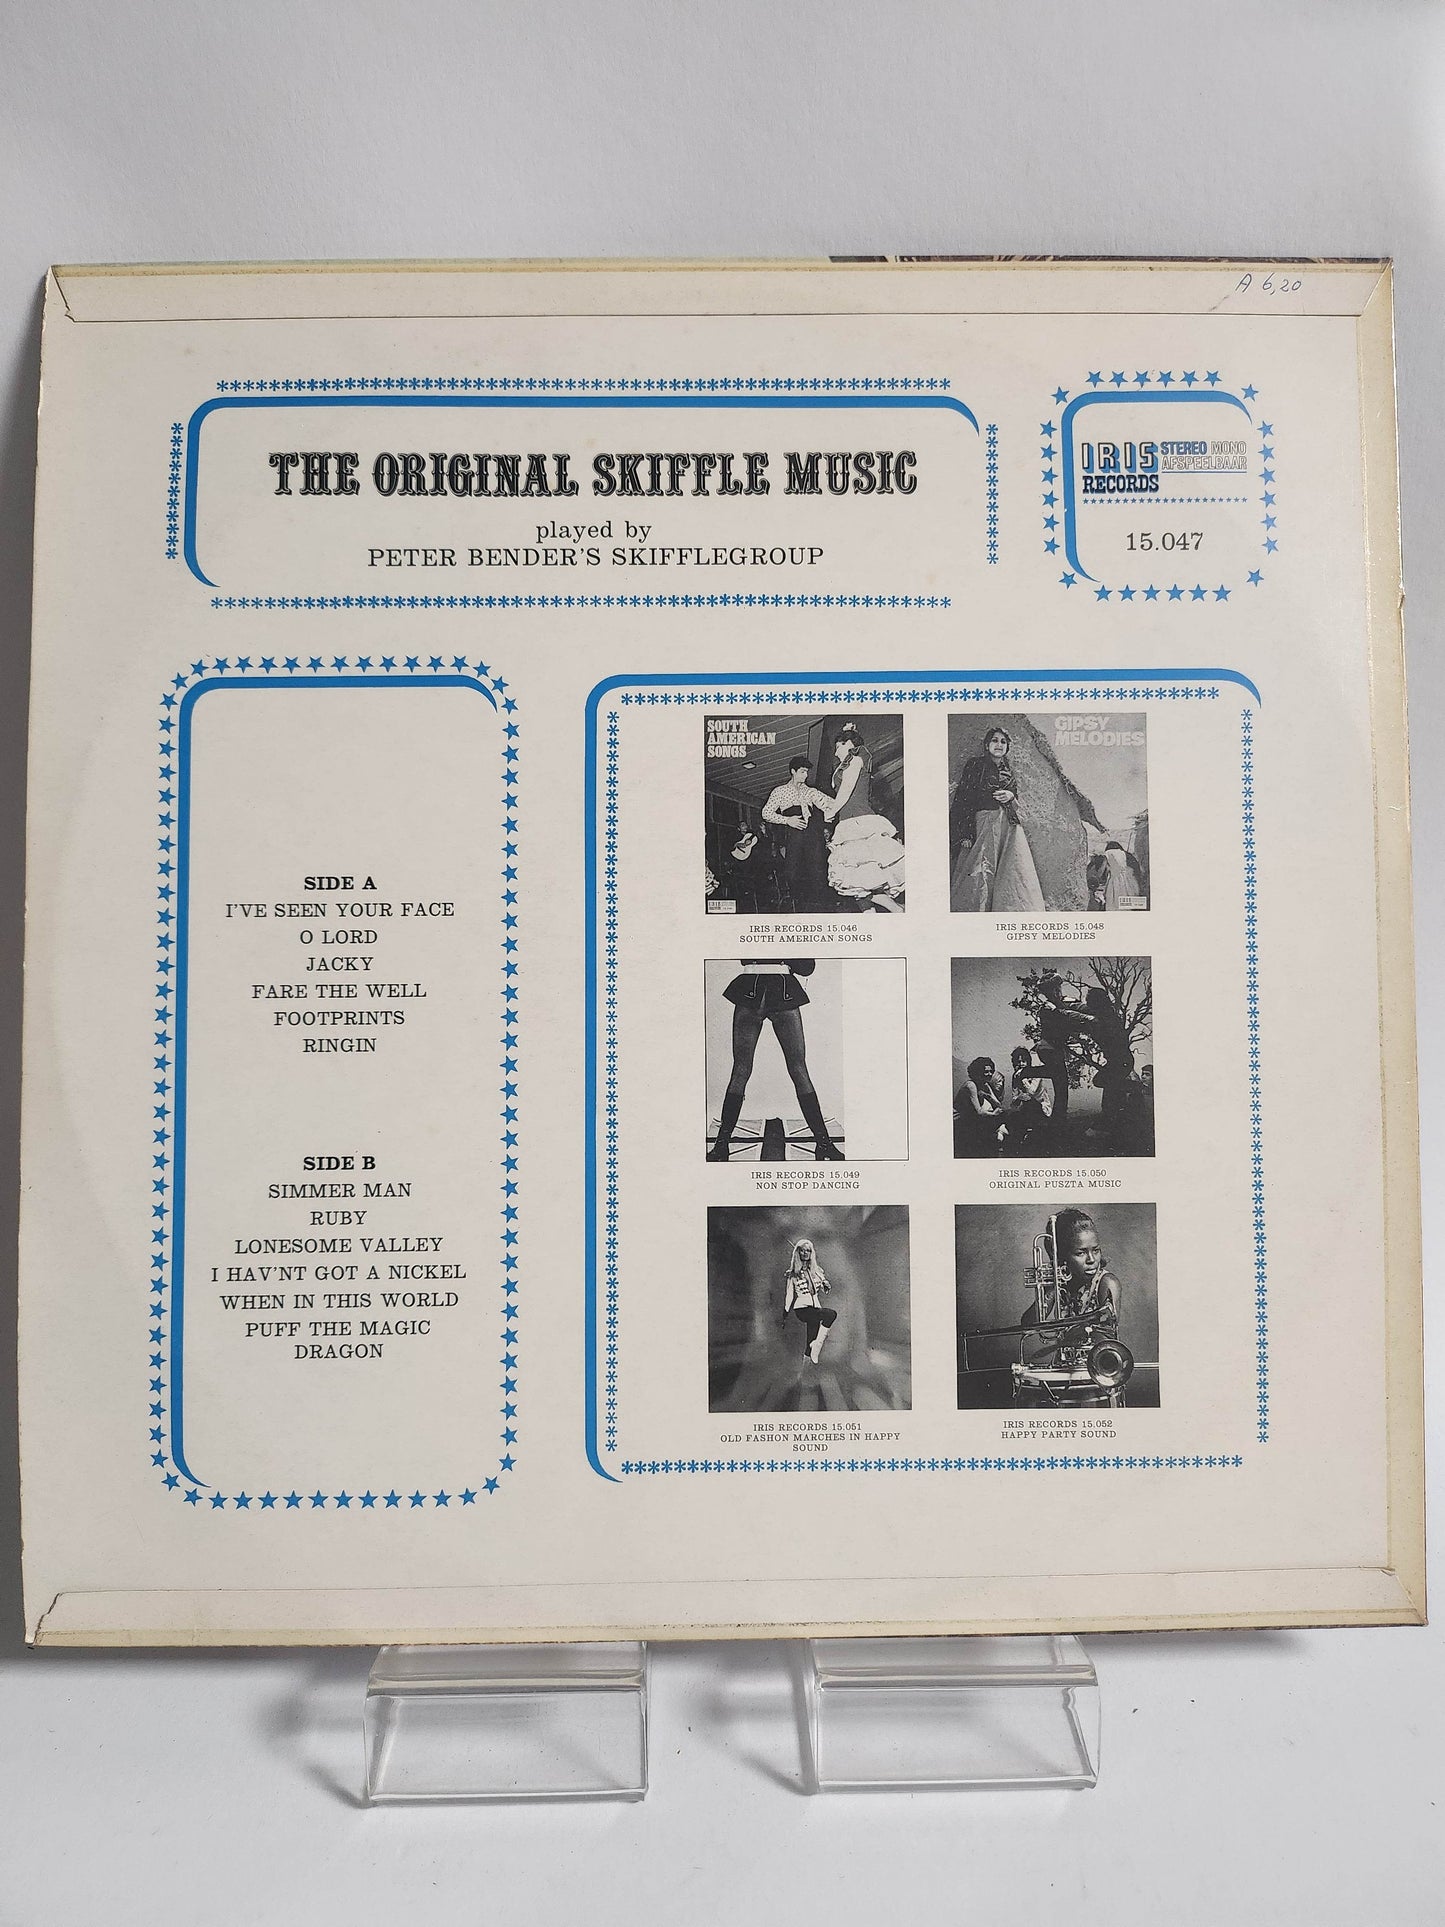 A 6,20
THE ORIGINAL SKIFFLE MUSIC
played by
PETER BENDER'S SKIFFLEGROUP
IRIS STEREO MONO
AFSPEELBAAR
RECORDS
15.047
SIDE A
I'VE SEEN YOUR FACE
O LORD
JACKY
FARE THE WELL
FOOTPRINTS
RINGIN
SIDE B
SIMMER MAN
RUBY
LONESOME VALLEY
I HAV'NT GOT A NICKEL
WHEN IN THIS WORLD
PUFF THE MAGIC
DRAGON
SOUTH
AMERICAN
SONGS
IRIS RECORDS 15.046
SOUTH AMERICAN SONGS
GIPSY
MELODIES
IRIS RECORDS 15.048
GIPSY MELODIES
IRIS RECORDS 15.049
NON STOP DANCING
IRIS RECORDS 15.050
ORIGINAL PUSZTA MUSIC
IRIS RECORDS 15.051
OLD FASHION MARCHES IN HAPPY
SOUND
IRIS RECORDS 15.052
HAPPY PARTY SOUND